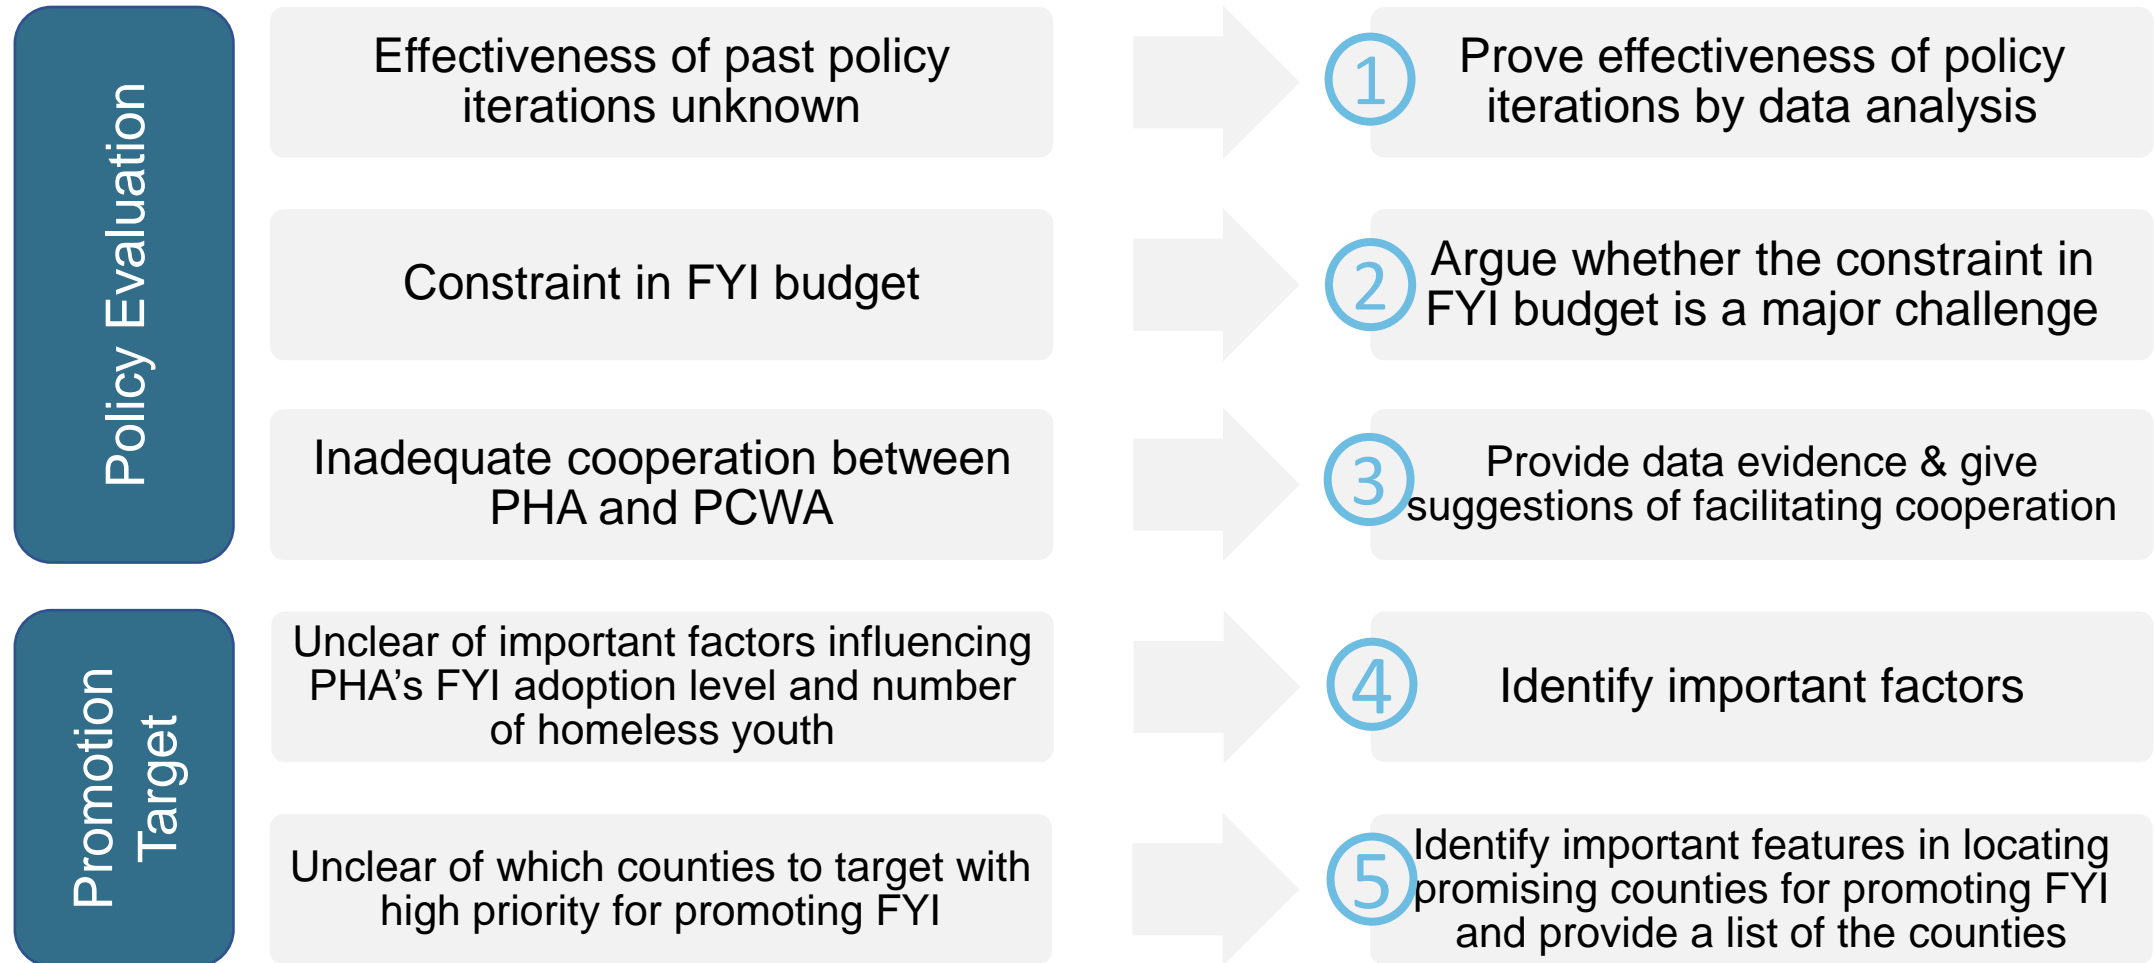 Policy Evaluation
Effectiveness of past policy
iterations unknown
1
Prove effectiveness of policy
iterations by data analysis
Constraint in FYI budget
2
Argue whether the constraint in
FYI budget is a major challenge
Inadequate cooperation between
PHA and PCWA
3
Provide data evidence & give
suggestions of facilitating cooperation
Promotion
Target
Unclear of important factors influencing
PHA’s FYI adoption level and number
of homeless youth
4
Identify important factors
Unclear of which counties to target with
high priority for promoting FYI
5
Identify important features in locating
promising counties for promoting FYI
and provide a list of the counties